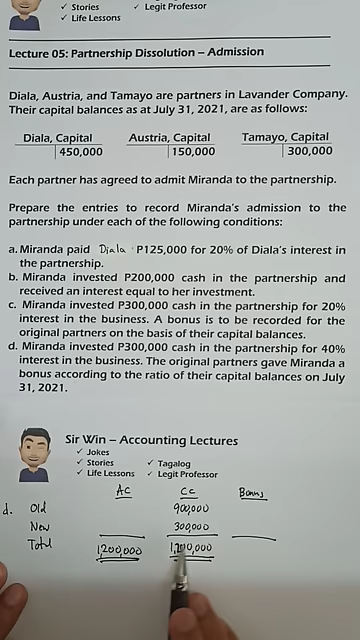 ✓ Stories ✓ Legit Professor
✓ Life Lessons
Lecture 05: Partnership Dissolution – Admission
Diala, Austria, and Tamayo are partners in Lavander Company.
Their capital balances as at July 31, 2021, are as follows:
Diala, Capital Austria, Capital Tamayo, Capital
450,000 150,000 300,000
Each partner has agreed to admit Miranda to the partnership.
Prepare the entries to record Miranda's admission to the
partnership under each of the following conditions:
a. Miranda paid Diala P125,000 for 20% of Diala's interest in
the partnership.
b. Miranda invested P200,000 cash in the partnership and
received an interest equal to her investment.
c. Miranda invested P300,000 cash in the partnership for 20%
interest in the business. A bonus is to be recorded for the
original partners on the basis of their capital balances.
d. Miranda invested P300,000 cash in the partnership for 40%
interest in the business. The original partners gave Miranda a
bonus according to the ratio of their capital balances on July
31, 2021.
Sir Win – Accounting Lectures
✓ Jokes
✓ Stories ✓ Tagalog
✓ Life Lessons ✓ Legit Professor
AC CC Bonus
d. Old 900,000
New 300,000
Total 1,200,000 1,200,000